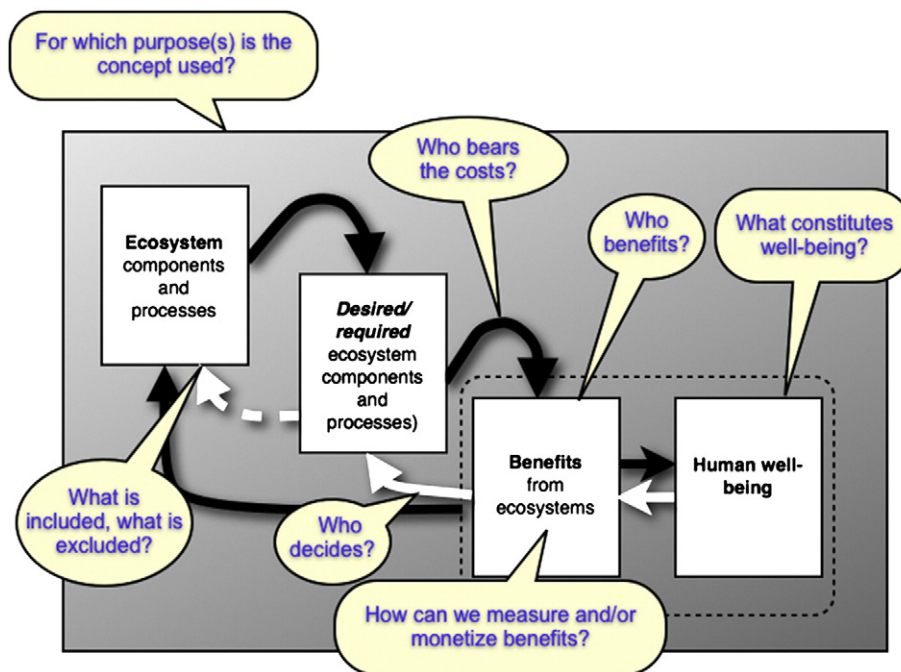 For which purpose(s) is the
concept used?
Who bears
the costs?
Who
benefits?
What constitutes
well-being?
Ecosystem
components
and
processes
Desired/
required
ecosystem
components
and
processes)
Benefits
from
ecosystems
Human well-
being
What is
included, what is
excluded?
Who
decides?
How can we measure and/or
monetize benefits?